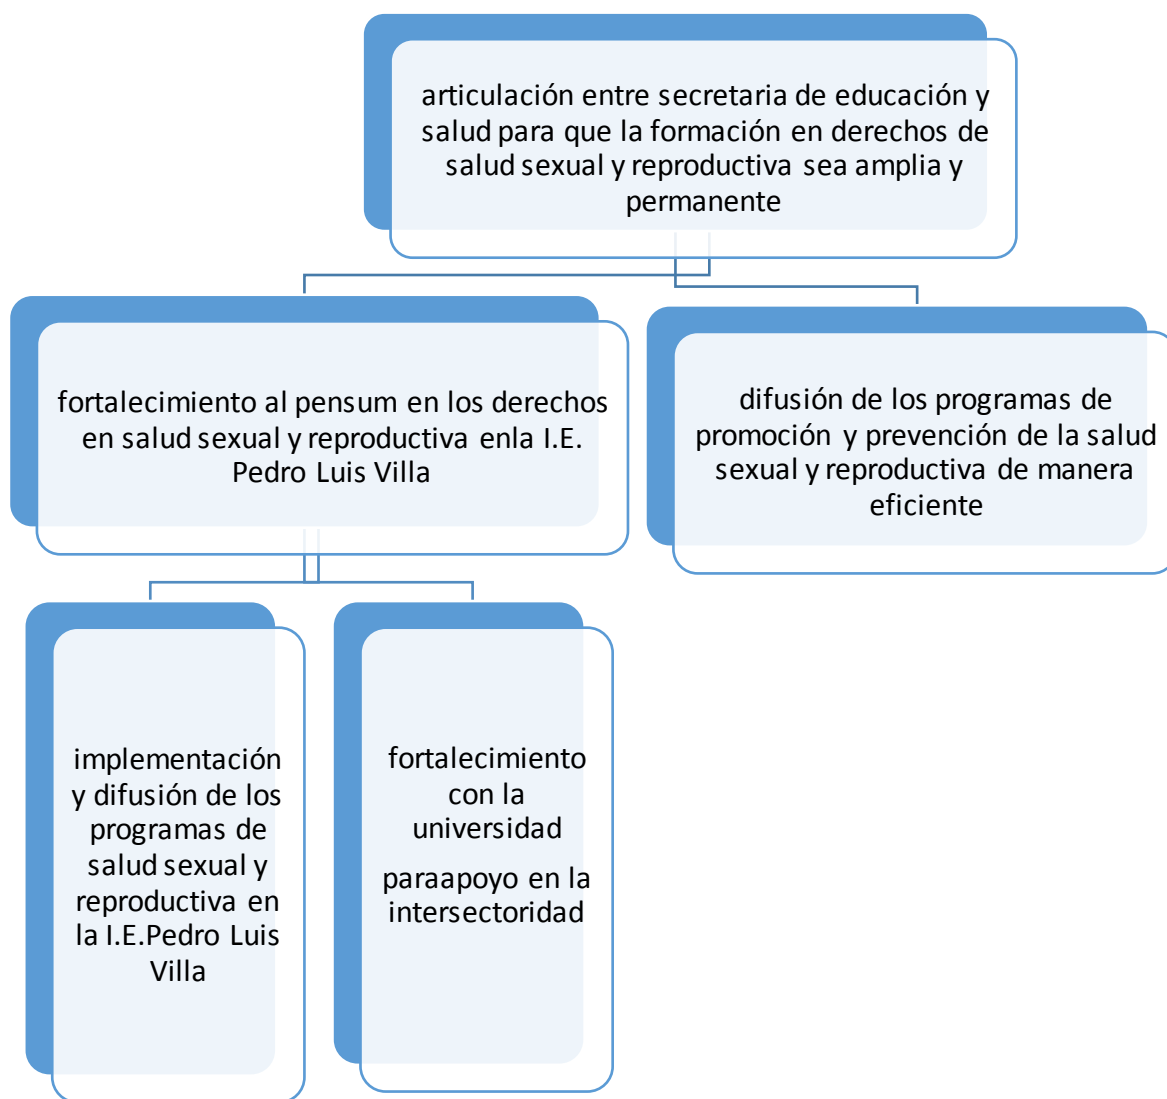 articulación entre secretaria de educación y
salud para que la formación en derechos de
salud sexual y reproductiva sea amplia y
permanente
fortalecimiento al pensum en los derechos
en salud sexual y reproductiva enla I.E.
Pedro Luis Villa
difusión de los programas de
promoción y prevención de la salud
sexual y reproductiva de manera
eficiente
implementación
y difusión de los
programas de
salud sexual y
reproductiva en
la I.E.Pedro Luis
Villa
fortalecimiento
con la
universidad
paraapoyo en la
intersectoridad